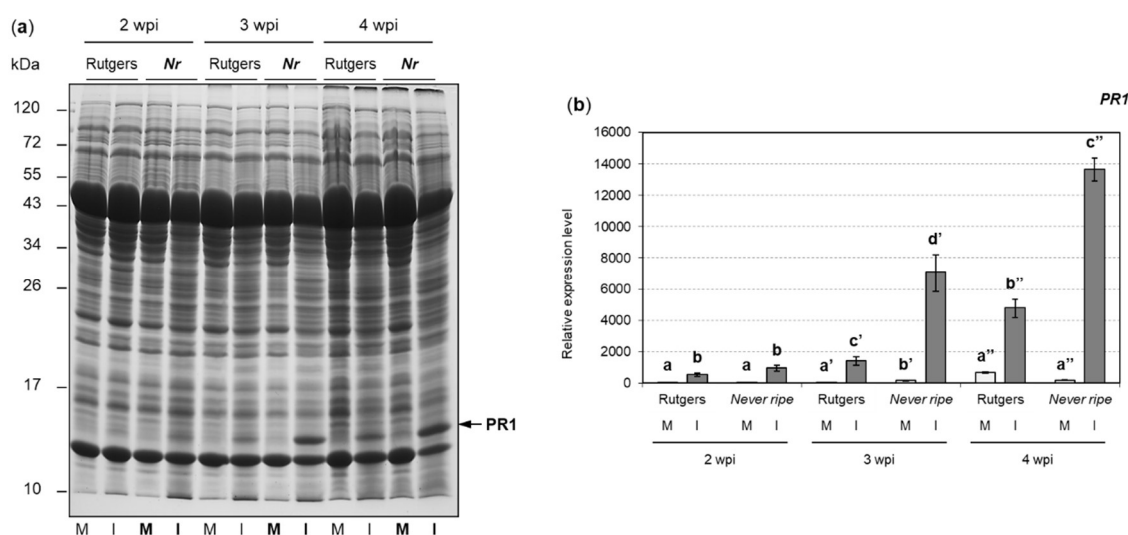 (a)
2 wpi 3 wpi 4 wpi
kDa Rutgers Nr Rutgers Nr Rutgers Nr
120
72
55
43
34
26
17
PR1
10
M I M I M I M I M I M I
(b)
PR1
Relative expression level
16000
14000
12000
10000
8000
6000
4000
2000
0
a b a b a’ c’ b’ d’ a’’ b’’ a’’ c’’
Rutgers Never ripe Rutgers Never ripe Rutgers Never ripe
M I M I M I M I M I M I
2 wpi 3 wpi 4 wpi